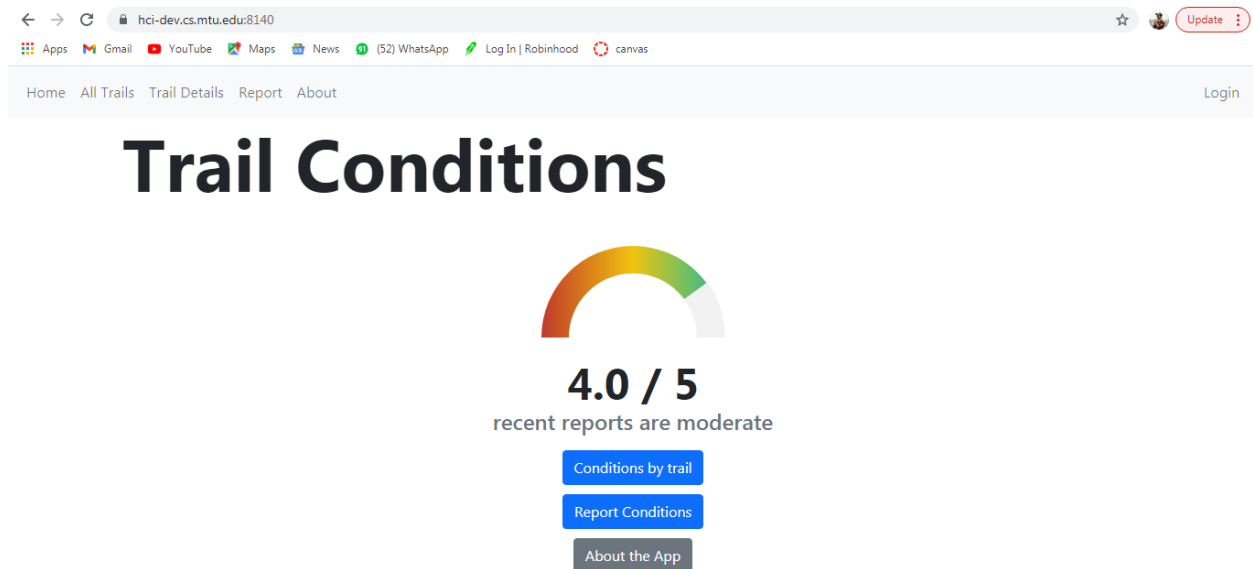 hci-dev.cs.mtu.edu:8140 Update
Apps Gmail YouTube Maps News 91 (52) WhatsApp Log In | Robinhood canvas
Home All Trails Trail Details Report About Login
Trail Conditions
4.0 / 5
recent reports are moderate
Conditions by trail
Report Conditions
About the App